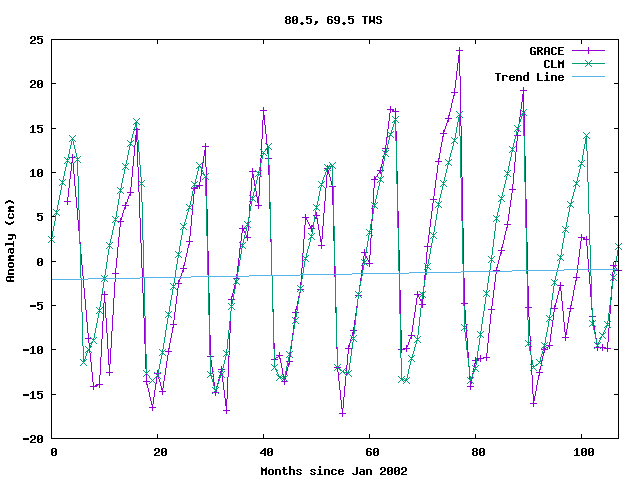 80.5, 69.5 TWS
GRACE
CLM
Trend Line
Anomaly (cm)
25
20
15
10
5
0
-5
-10
-15
-20
0 20 40 60 80 100
Months since Jan 2002